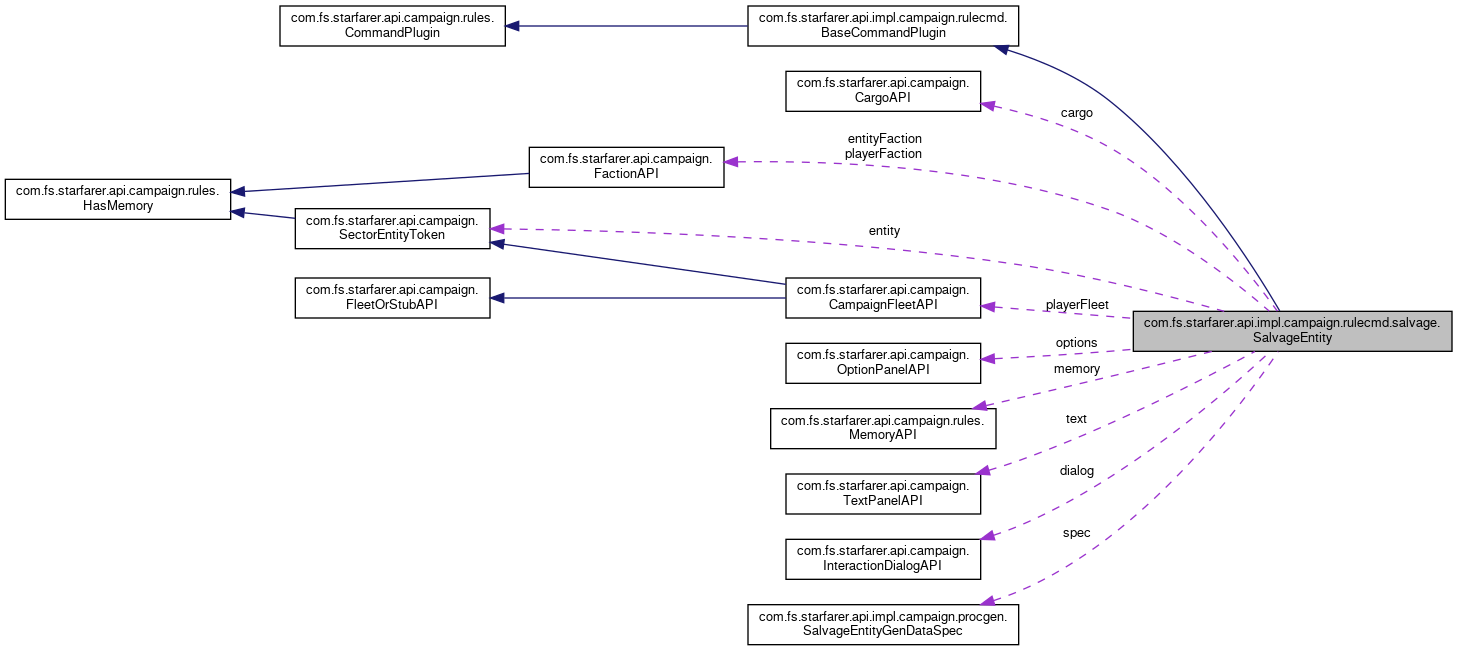 com.fs.starfarer.api.campaign.rules.
CommandPlugin
com.fs.starfarer.api.impl.campaign.rulecmd.
BaseCommandPlugin
com.fs.starfarer.api.campaign.
CargoAPI
cargo
entityFaction
playerFaction
com.fs.starfarer.api.campaign.
FactionAPI
com.fs.starfarer.api.campaign.rules.
HasMemory
com.fs.starfarer.api.campaign.
SectorEntityToken
entity
com.fs.starfarer.api.campaign.
FleetOrStubAPI
com.fs.starfarer.api.campaign.
CampaignFleetAPI
playerFleet
com.fs.starfarer.api.impl.campaign.rulecmd.salvage.
SalvageEntity
options
com.fs.starfarer.api.campaign.
OptionPanelAPI
memory
com.fs.starfarer.api.campaign.rules.
MemoryAPI
text
com.fs.starfarer.api.campaign.
TextPanelAPI
dialog
com.fs.starfarer.api.campaign.
InteractionDialogAPI
spec
com.fs.starfarer.api.impl.campaign.procgen.
SalvageEntityGenDataSpec